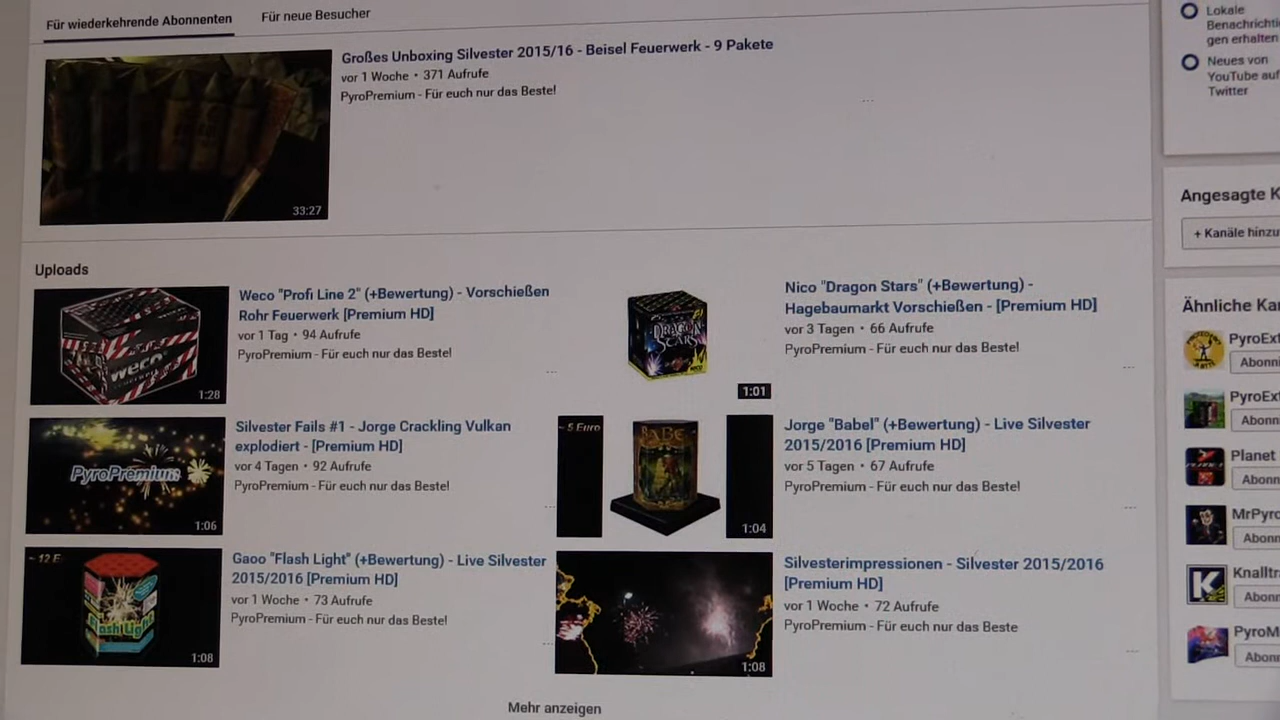 Für wiederkehrende Abonnenten
Für neue Besucher
Großes Unboxing Silvester 2015/16 - Beisel Feuerwerk - 9 Pakete
vor 1 Woche • 371 Aufrufe
PyroPremium - Für euch nur das Beste!
33:27
Uploads
Weco "Profi Line 2" (+Bewertung) - Vorschießen
Rohr Feuerwerk [Premium HD]
vor 1 Tag • 94 Aufrufe
PyroPremium - Für euch nur das Beste!
weco
1:28
Nico "Dragon Stars" (+Bewertung) -
Hagebaumarkt Vorschießen - [Premium HD]
vor 3 Tagen • 66 Aufrufe
PyroPremium - Für euch nur das Beste!
DRAGON
STARS
1:01
Silvester Fails #1 - Jorge Crackling Vulkan
explodiert - [Premium HD]
vor 4 Tagen • 92 Aufrufe
PyroPremium - Für euch nur das Beste!
PyroPremium
1:06
Jorge "Babel" (+Bewertung) - Live Silvester
2015/2016 [Premium HD]
vor 5 Tagen • 67 Aufrufe
PyroPremium - Für euch nur das Beste!
~ 5 Euro
BABEL
1:04
Gaoo "Flash Light" (+Bewertung) - Live Silvester
2015/2016 [Premium HD]
vor 1 Woche • 73 Aufrufe
PyroPremium - Für euch nur das Beste!
~ 12 E
Flash Light
1:08
Silvesterimpressionen - Silvester 2015/2016
[Premium HD]
vor 1 Woche • 72 Aufrufe
PyroPremium - Für euch nur das Beste
1:08
Mehr anzeigen
Lokale
Benachrichti
gen erhalten
Neues von
YouTube auf
Twitter
Angesagte K
+ Kanäle hinzu
Ähnliche Ka
PyroExt
Abonni
PyroEx
Abonn
Planet
Abonn
MrPyro
Abonn
K
Knalltr
Abonn
PyroM
Abon